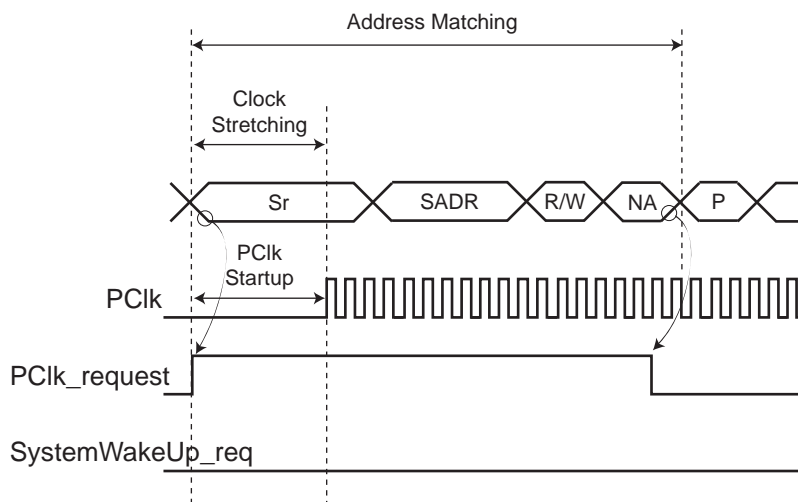 Address Matching
Clock
Stretching
Sr
SADR
R/W
NA
P
PClk
Startup
PClk
PClk_request
SystemWakeUp_req